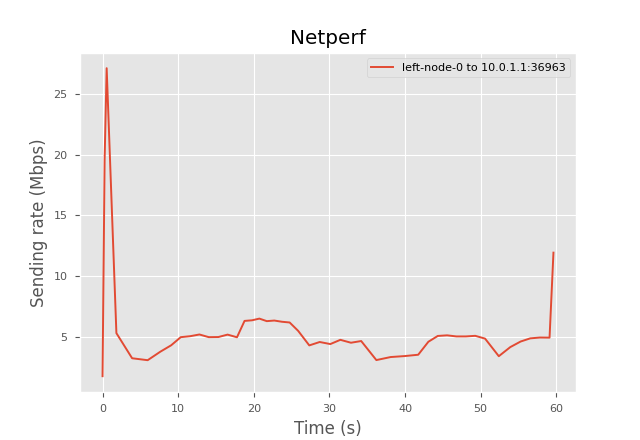 Netperf
left-node-0 to 10.0.1.1:36963
Sending rate (Mbps)
25
20
15
10
5
0 10 20 30 40 50 60
Time (s)